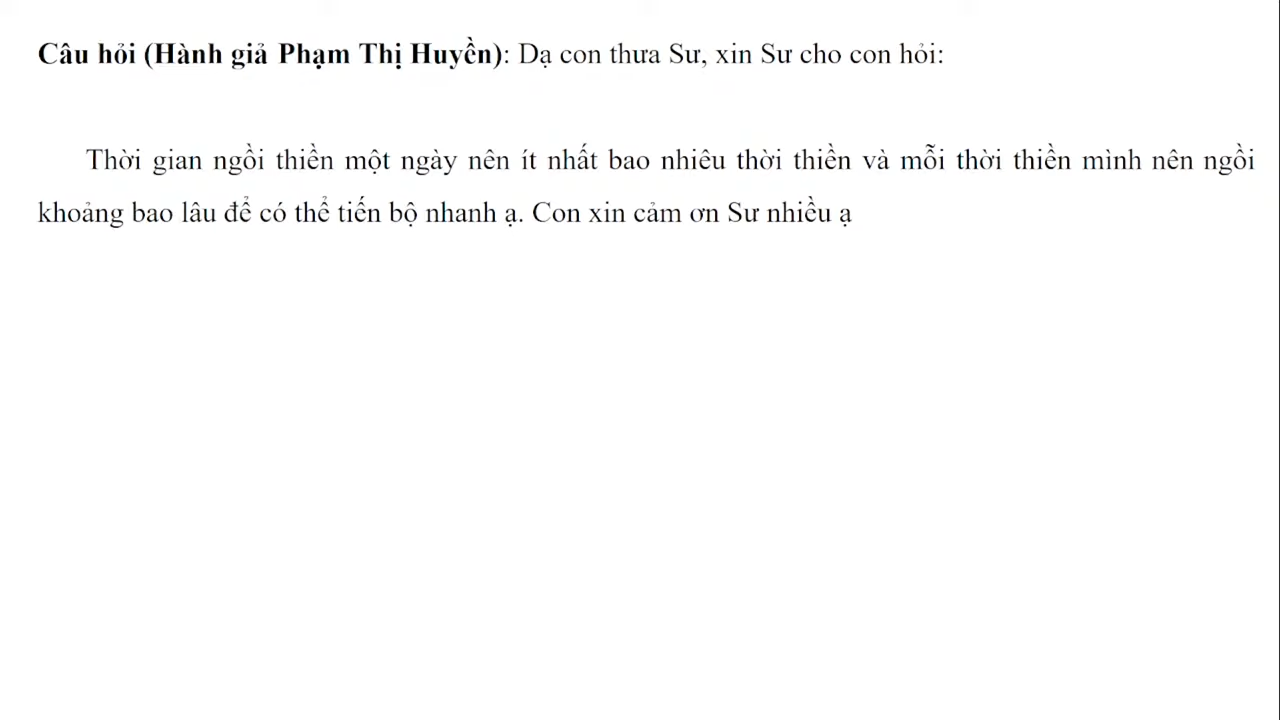 Câu hỏi (Hành giả Phạm Thị Huyền): Dạ con thưa Sư, xin Sư cho con hỏi:
Thời gian ngồi thiền một ngày nên ít nhất bao nhiêu thời thiền và mỗi thời thiền mình nên ngồi
khoảng bao lâu để có thể tiến bộ nhanh ạ. Con xin cảm ơn Sư nhiều ạ